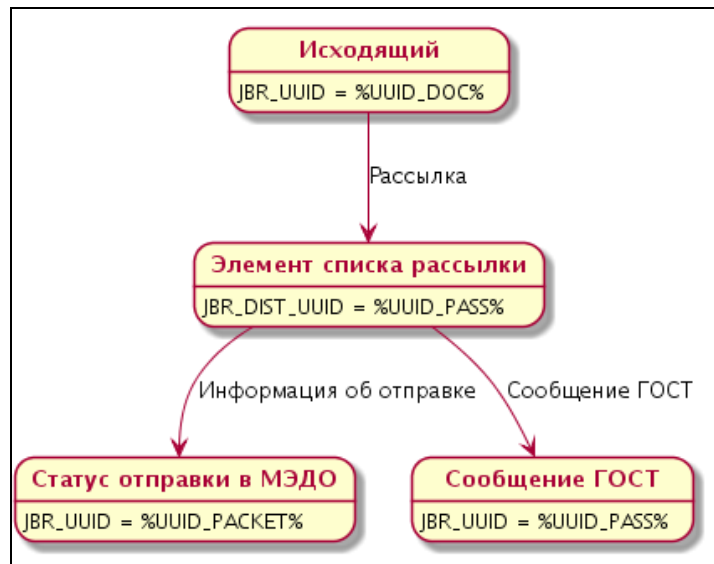 Исходящий
JBR_UUID = %UUID_DOC%
Рассылка
Элемент списка рассылки
JBR_DIST_UUID = %UUID_PASS%
Информация об отправке
Сообщение ГОСТ
Статус отправки в МЭДО
JBR_UUID = %UUID_PACKET%
Сообщение ГОСТ
JBR_UUID = %UUID_PASS%